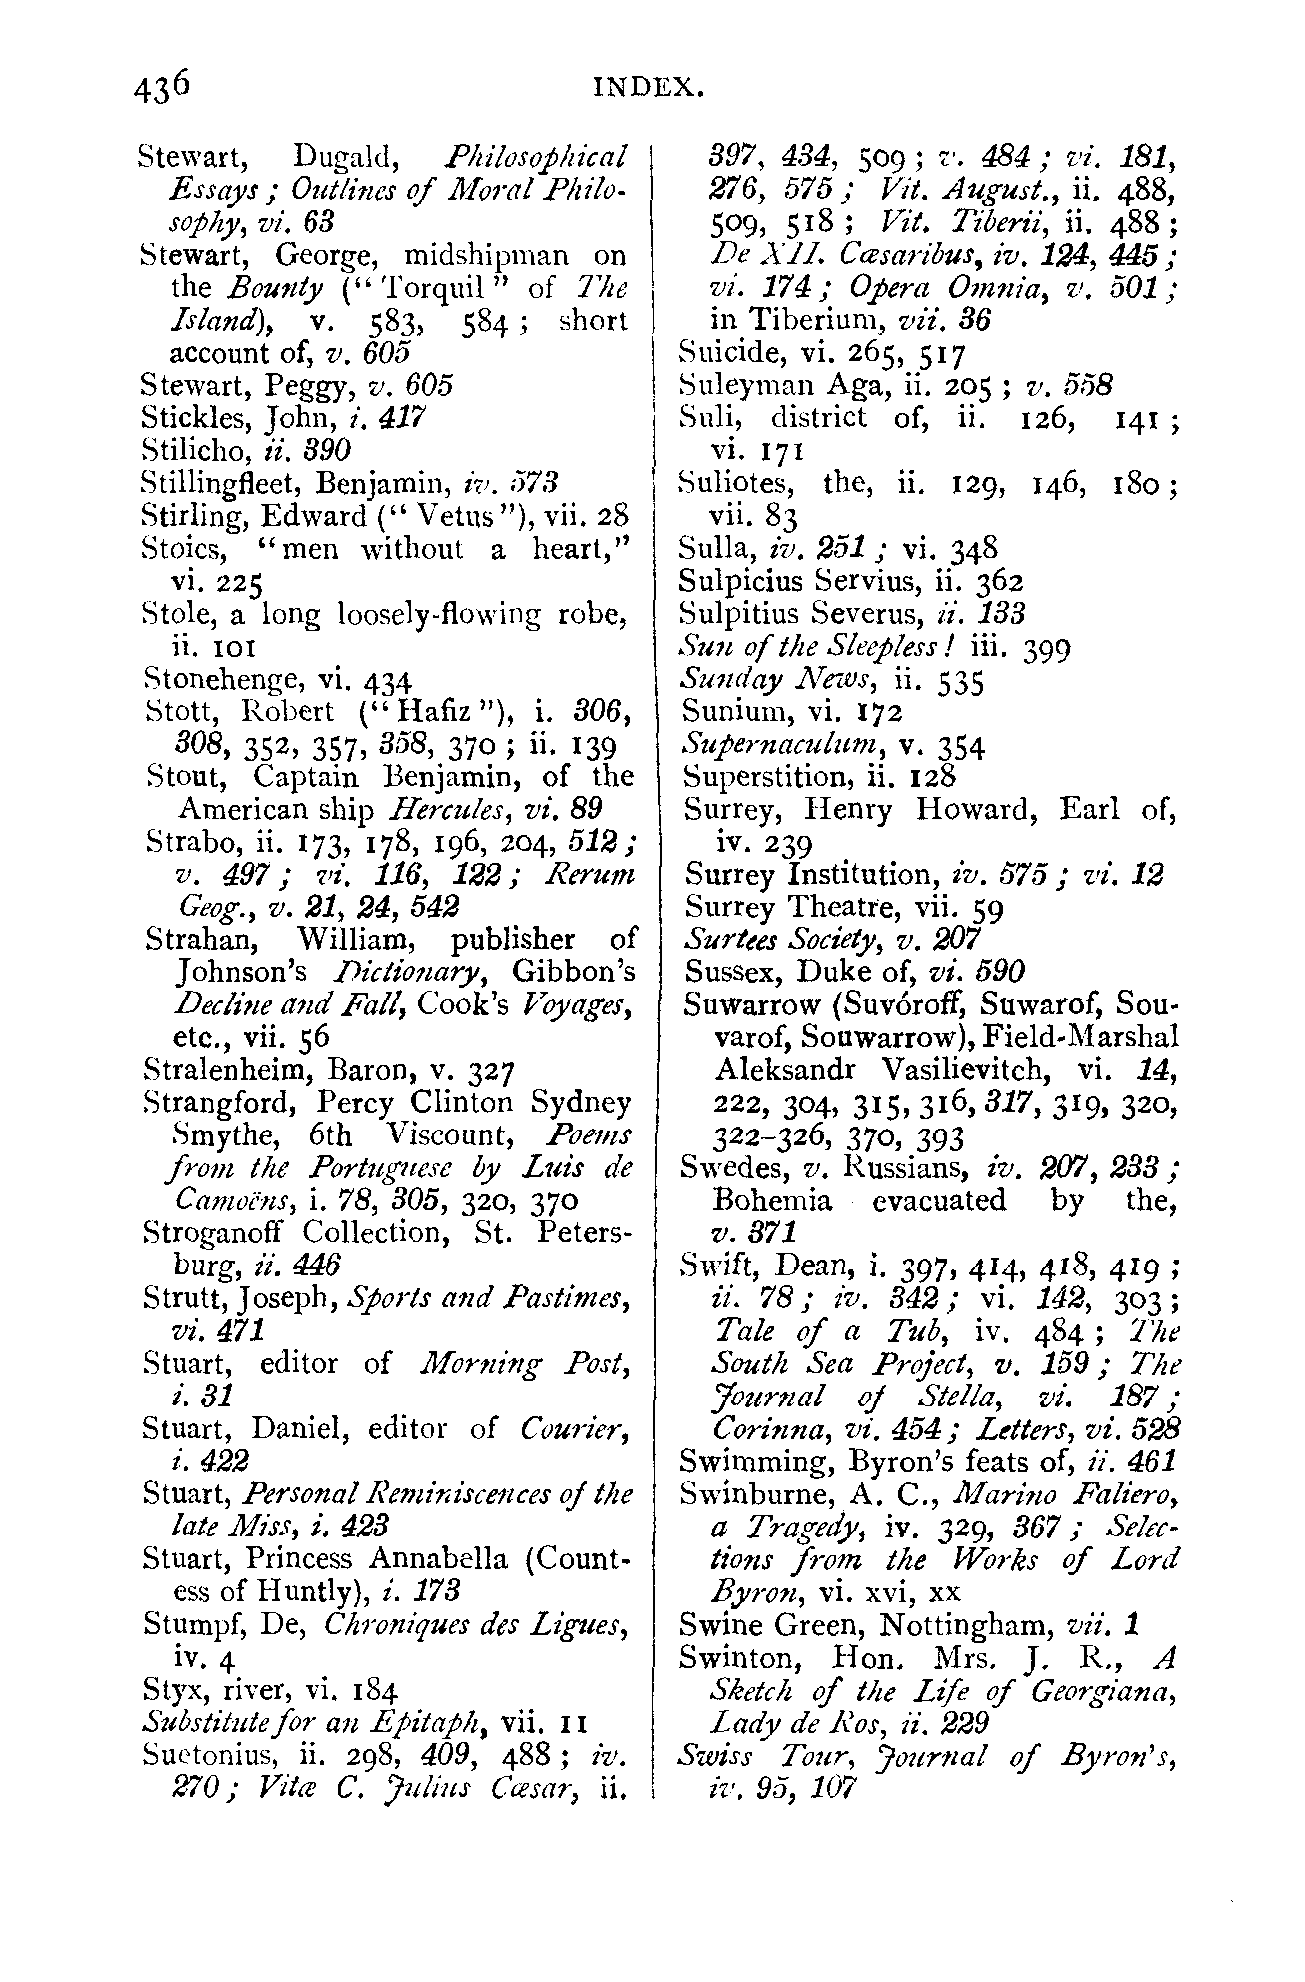 436 INDEX.
Stewart, Dugald, Philosophical
Essays ; Outlines of Moral Philo-
sophy, vi. 63
Stewart, George, midshipman on
the Bounty (“ Torquil ” of The
Island), v. 583, 584 ; short
account of, v. 605
Stewart, Peggy, v. 605
Stickles, John, i. 417
Stilicho, ii. 390
Stillingfleet, Benjamin, iv. 573
Stirling, Edward (“ Vetus ”), vii. 28
Stoics, “men without a heart,”
vi. 225
Stole, a long loosely-flowing robe,
ii. 101
Stonehenge, vi. 434
Stott, Robert (“ Hafiz ”), i. 306,
308, 352, 357, 358, 370 ; ii. 139
Stout, Captain Benjamin, of the
American ship Hercules, vi. 89
Strabo, ii. 173, 178, 196, 204, 512 ;
v. 497 ; vi. 116, 122 ; Rerum
Geog., v. 21, 24, 542
Strahan, William, publisher of
Johnson's Dictionary, Gibbon's
Decline and Fall, Cook's Voyages,
etc., vii. 56
Stralenheim, Baron, v. 327
Strangford, Percy Clinton Sydney
Smythe, 6th Viscount, Poems
from the Portuguese by Luis de
Camoëns, i. 78, 305, 320, 370
Stroganoff Collection, St. Peters-
burg, ii. 446
Strutt, Joseph, Sports and Pastimes,
vi. 471
Stuart, editor of Morning Post,
i. 31
Stuart, Daniel, editor of Courier,
i. 422
Stuart, Personal Reminiscences of the
late Miss, i. 423
Stuart, Princess Annabella (Count-
ess of Huntly), i. 173
Stumpf, De, Chroniques des Ligues,
iv. 4
Styx, river, vi. 184
Substitute for an Epitaph, vii. 11
Suetonius, ii. 298, 409, 488 ; iv.
270 ; Vitæ C. Julius Cæsar, ii.
397, 434, 509 ; v. 484 ; vi. 181,
276, 575 ; Vit. August., ii. 488,
509, 518 ; Vit. Tiberii, ii. 488 ;
De XII. Cæsaribus, iv. 124, 445 ;
vi. 174 ; Opera Omnia, v. 501 ;
in Tiberium, vii. 36
Suicide, vi. 265, 517
Suleyman Aga, ii. 205 ; v. 558
Suli, district of, ii. 126, 141 ;
vi. 171
Suliotes, the, ii. 129, 146, 180 ;
vii. 83
Sulla, iv. 251 ; vi. 348
Sulpicius Servius, ii. 362
Sulpitius Severus, ii. 133
Sun of the Sleepless ! iii. 399
Sunday News, ii. 535
Sunium, vi. 172
Supernaculum, v. 354
Superstition, ii. 128
Surrey, Henry Howard, Earl of,
iv. 239
Surrey Institution, iv. 575 ; vi. 12
Surrey Theatre, vii. 59
Surtees Society, v. 207
Sussex, Duke of, vi. 590
Suwarrow (Suvóroff, Suwarof, Sou-
varof, Souwarrow), Field-Marshal
Aleksandr Vasilievitch, vi. 14,
222, 304, 315, 316, 317, 319, 320,
322-326, 370, 393
Swedes, v. Russians, iv. 207, 233 ;
Bohemia evacuated by the,
v. 371
Swift, Dean, i. 397, 414, 418, 419 ;
ii. 78 ; iv. 342 ; vi. 142, 303 ;
Tale of a Tub, iv. 484 ; The
South Sea Project, v. 159 ; The
Journal of Stella, vi. 187 ;
Corinna, vi. 454 ; Letters, vi. 528
Swimming, Byron's feats of, ii. 461
Swinburne, A. C., Marino Faliero,
a Tragedy, iv. 329, 367 ; Selec-
tions from the Works of Lord
Byron, vi. xvi, xx
Swine Green, Nottingham, vii. 1
Swinton, Hon. Mrs. J. R., A
Sketch of the Life of Georgiana,
Lady de Ros, ii. 229
Swiss Tour, Journal of Byron's,
iv. 95, 107